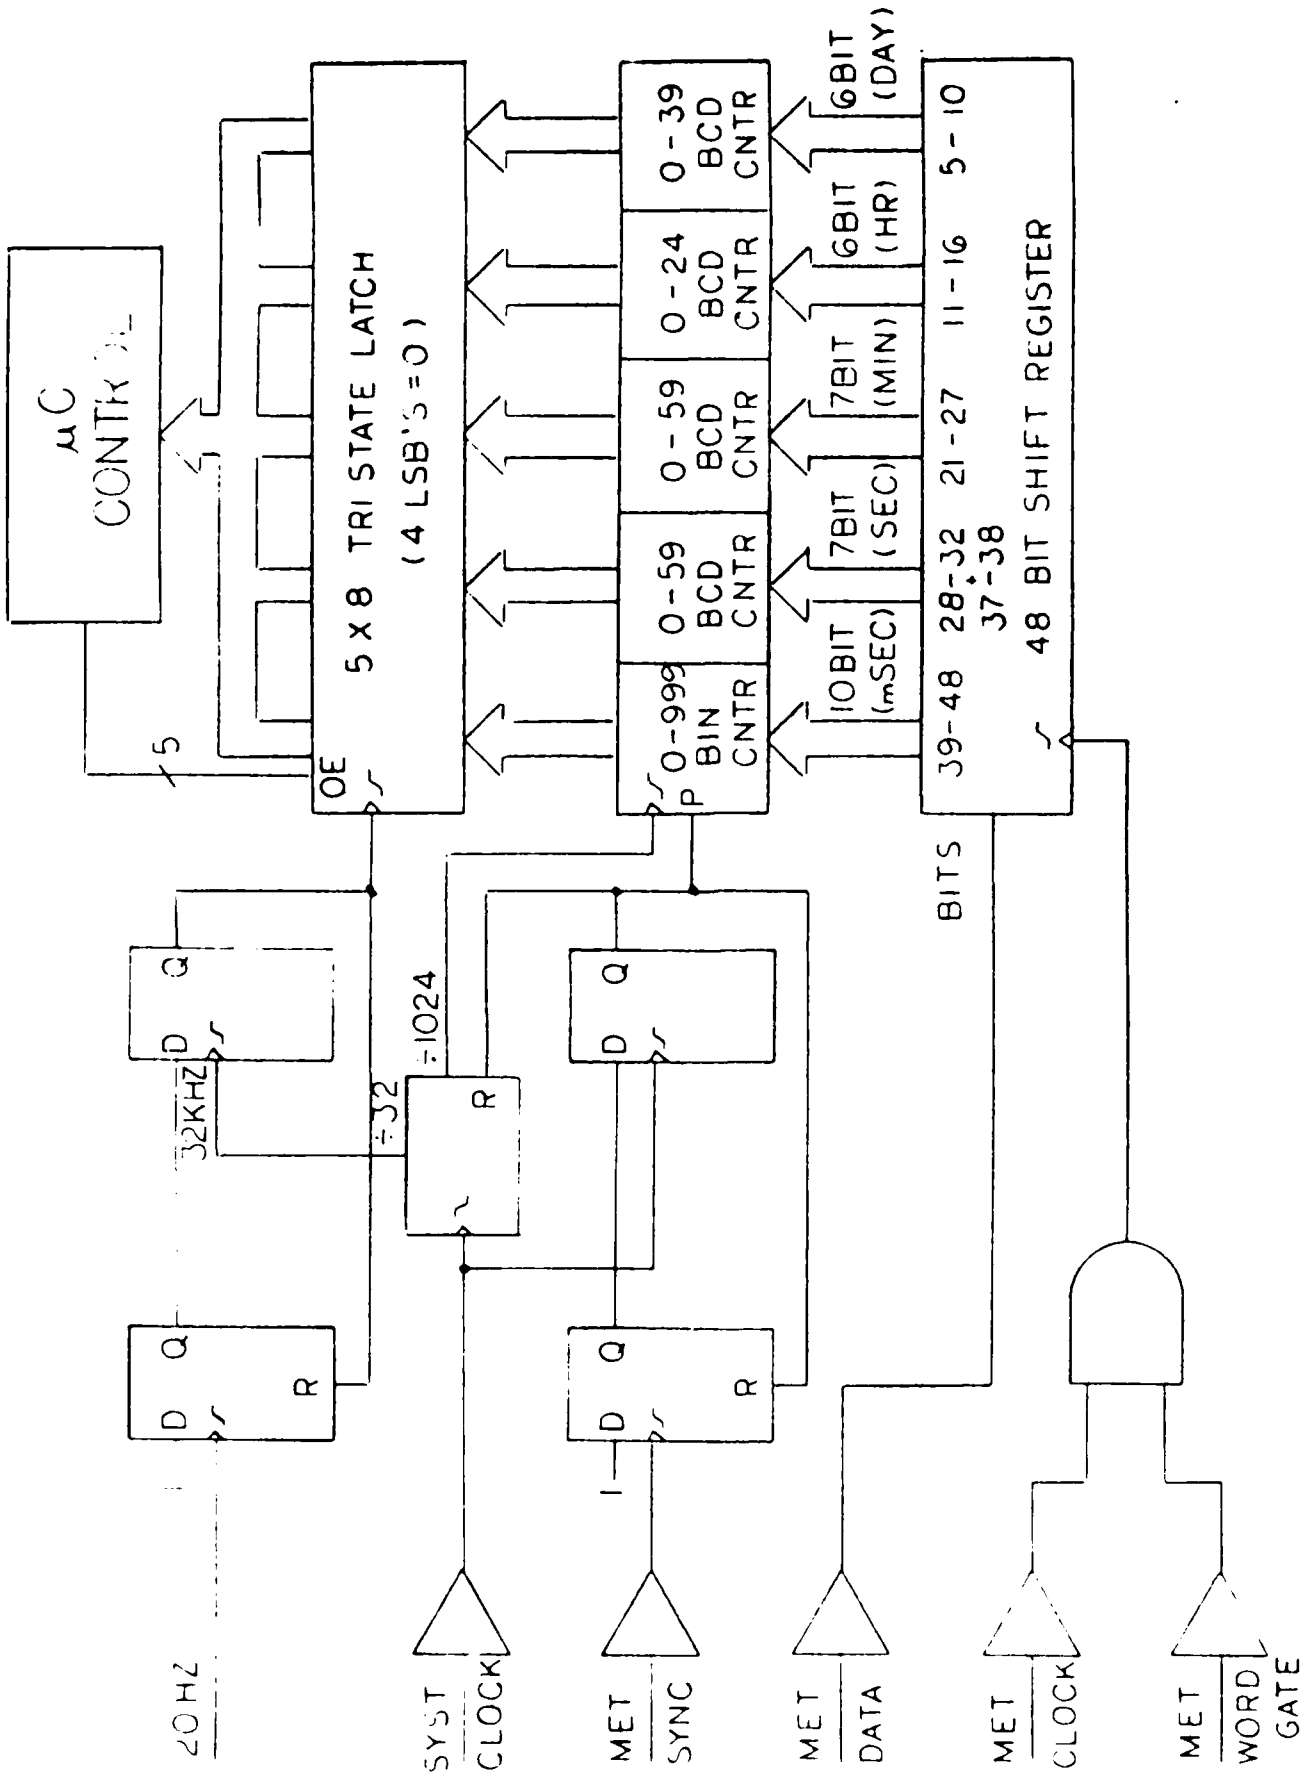 20HZ
SYST
CLOCK
MET
SYNC
MET
DATA
MET
CLOCK
MET
WORD
GATE
D Q
R
1
D Q
R
32KHZ
D Q
÷32
÷1024
R
D Q
BITS
μC
5
OE
5 X 8 TRISTATE LATCH
(4 LSB'S=0)
P
0-999
BIN
CNTR
0-59
BCD
CNTR
0-59
BCD
CNTR
0-24
BCD
CNTR
0-39
BCD
CNTR
10BIT
(mSEC)
7BIT
(SEC)
7BIT
(MIN)
6BIT
(HR)
6BIT
(DAY)
39-48
28-32
+
37-38
21-27
11-16
5-10
48 BIT SHIFT REGISTER